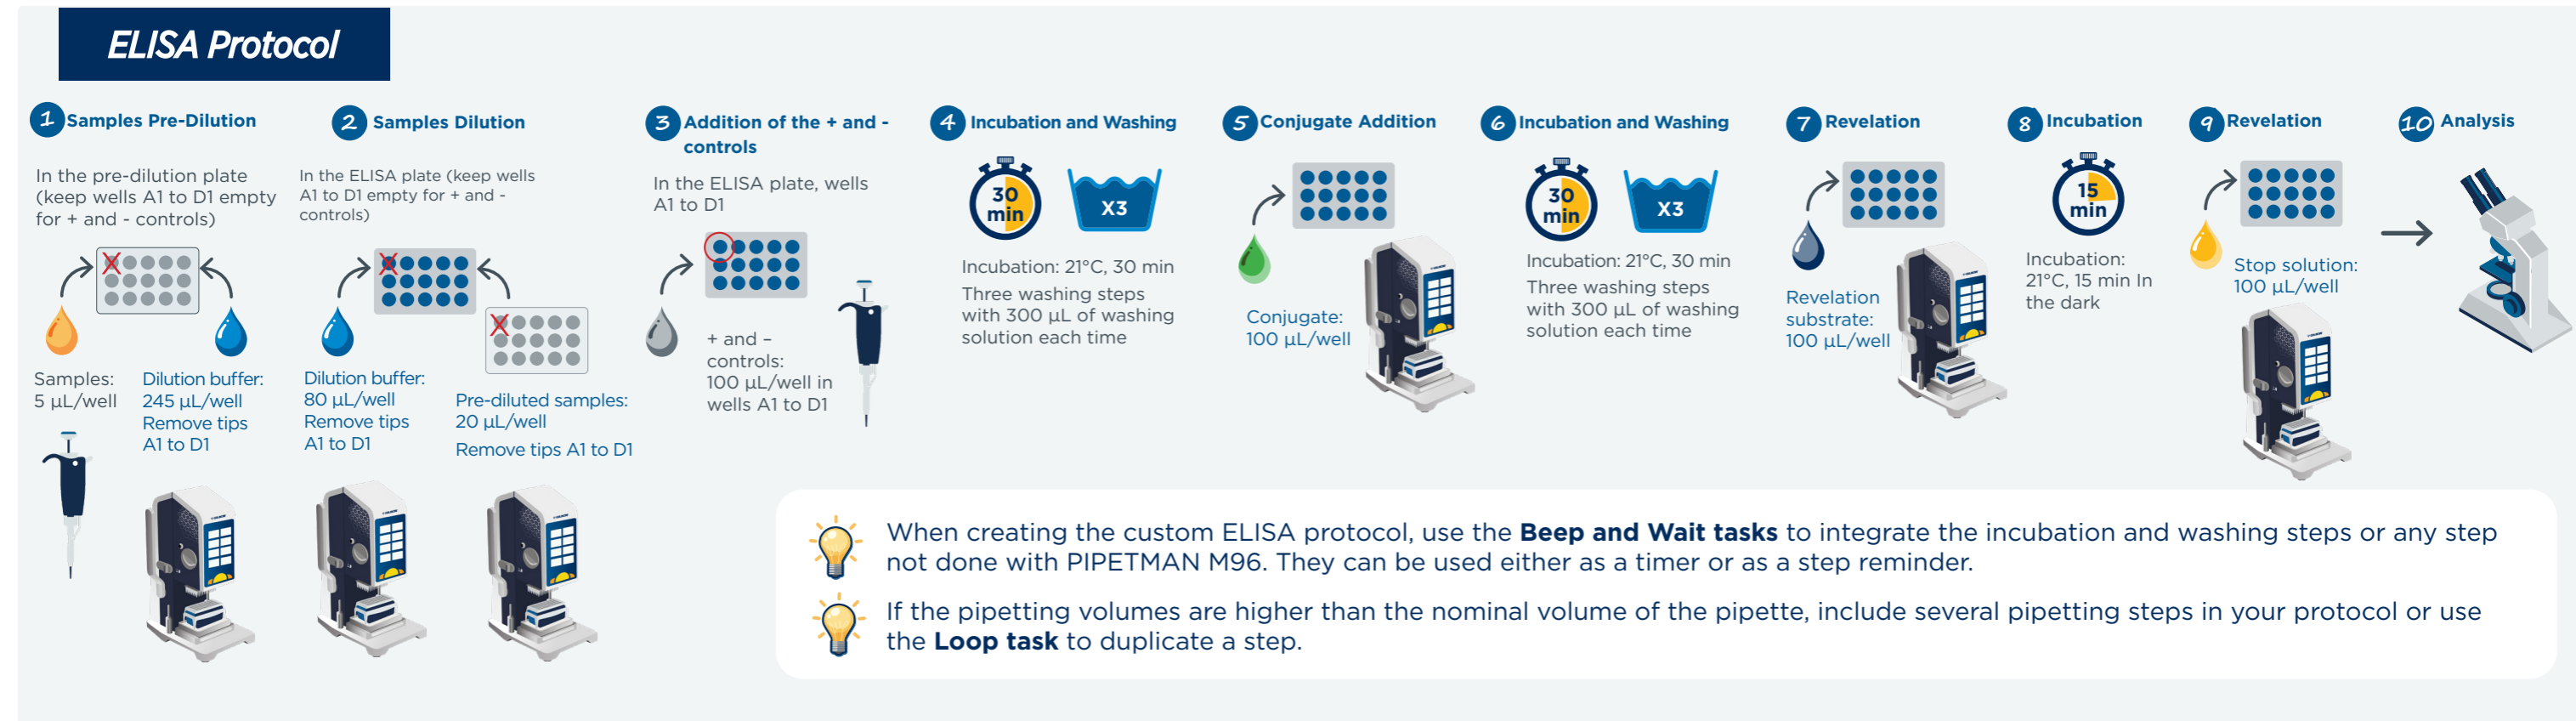 ELISA Protocol
1 Samples Pre-Dilution
In the pre-dilution plate
(keep wells A1 to D1 empty
for + and - controls)
X
Samples:
5 µL/well
Dilution buffer:
245 µL/well
Remove tips
A1 to D1
2 Samples Dilution
In the ELISA plate (keep wells
A1 to D1 empty for + and -
controls)
X
X
Dilution buffer:
80 µL/well
Remove tips
A1 to D1
Pre-diluted samples:
20 µL/well
Remove tips A1 to D1
3 Addition of the + and -
controls
In the ELISA plate, wells
A1 to D1
+ and –
controls:
100 µL/well in
wells A1 to D1
4 Incubation and Washing
30
min
X3
Incubation: 21°C, 30 min
Three washing steps
with 300 µL of washing
solution each time
5 Conjugate Addition
Conjugate:
100 µL/well
6 Incubation and Washing
30
min
X3
Incubation: 21°C, 30 min
Three washing steps
with 300 µL of washing
solution each time
7 Revelation
Revelation
substrate:
100 µL/well
8 Incubation
15
min
Incubation:
21°C, 15 min In
the dark
9 Revelation
Stop solution:
100 µL/well
10 Analysis
When creating the custom ELISA protocol, use the Beep and Wait tasks to integrate the incubation and washing steps or any step
not done with PIPETMAN M96. They can be used either as a timer or as a step reminder.
If the pipetting volumes are higher than the nominal volume of the pipette, include several pipetting steps in your protocol or use
the Loop task to duplicate a step.